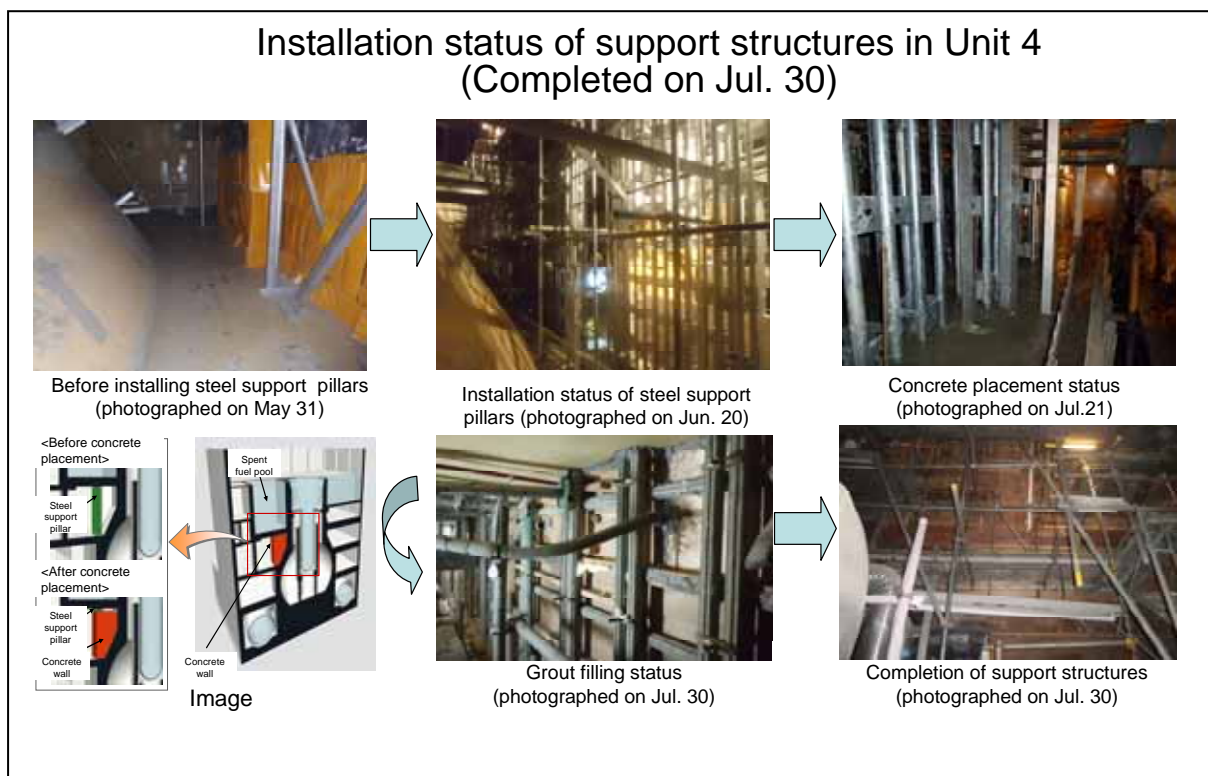 Installation status of support structures in Unit 4
(Completed on Jul. 30)
Before installing steel support pillars
(photographed on May 31)
Installation status of steel support
pillars (photographed on Jun. 20)
Concrete placement status
(photographed on Jul.21)
<Before concrete
placement>
Steel
support
pillar
<After concrete
placement>
Steel
support
pillar
Concrete
wall
Spent
fuel pool
Concrete
wall
Image
Grout filling status
(photographed on Jul. 30)
Completion of support structures
(photographed on Jul. 30)